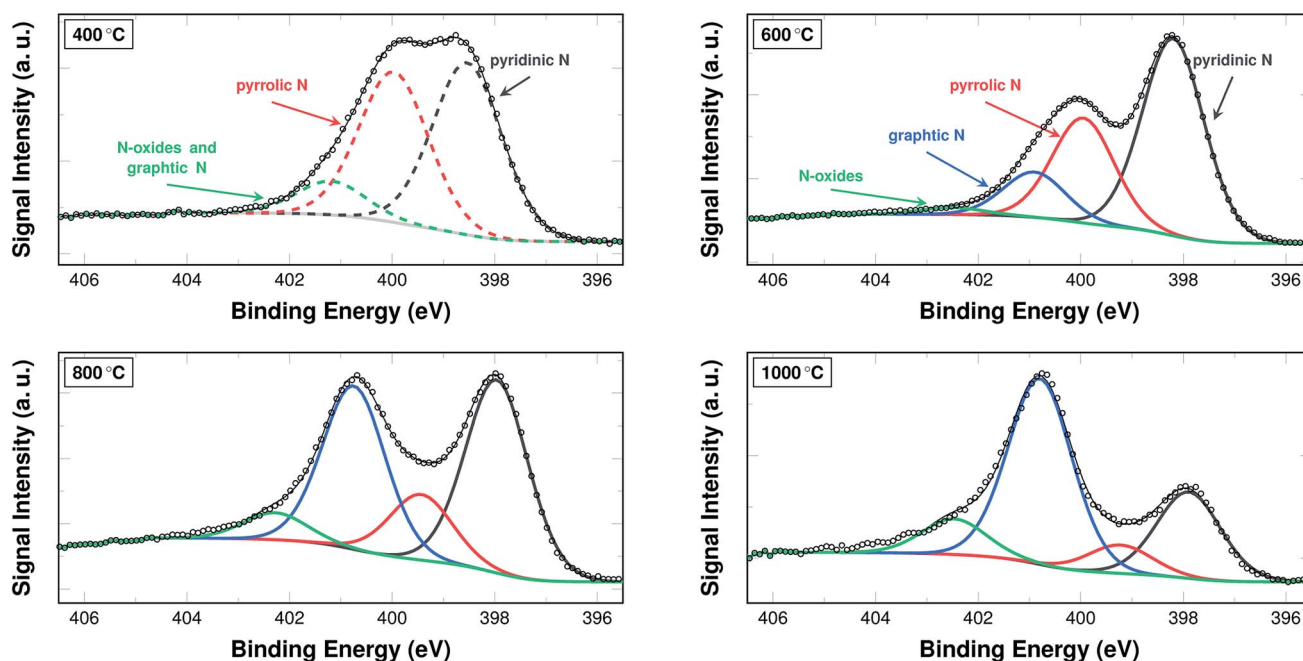 400 °C
pyrrolic N
pyridinic N
N-oxides and
graphtic N
Signal Intensity (a. u.)
406 404 402 400 398 396
Binding Energy (eV)
600 °C
pyridinic N
pyrrolic N
graphtic N
N-oxides
Signal Intensity (a. u.)
406 404 402 400 398 396
Binding Energy (eV)
800 °C
Signal Intensity (a. u.)
406 404 402 400 398 396
Binding Energy (eV)
1000 °C
Signal Intensity (a. u.)
406 404 402 400 398 396
Binding Energy (eV)